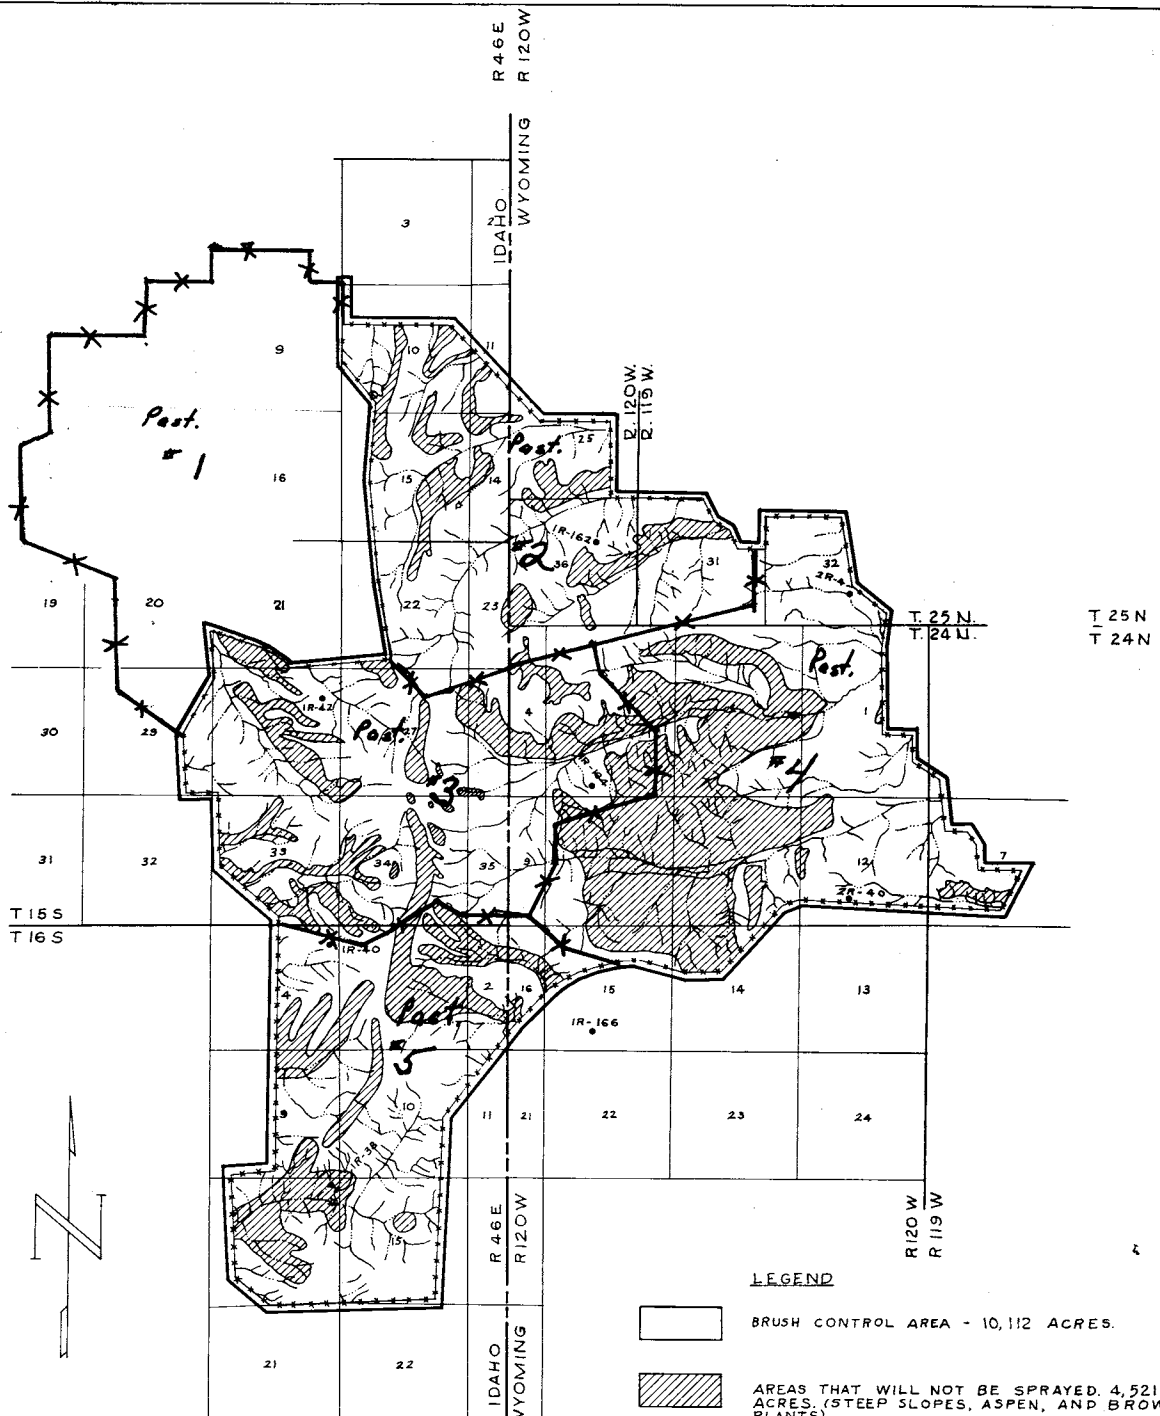 R46E R120W
IDAHO WYOMING
3 2
9 10 11
R. 120W. R. 119W.
Past. #1
Past. #2
25
16 15 14
1R-162
36 31 32
2R-4
19 20 21 22 23
T. 25 N.
T. 24 N.
T 25 N
T 24 N
Past. #4
1R-42
30 29 27 4 1
Past. #3
31 32 33 34 35 9 12 7
2R-40
T 15 S
T 16 S
1R-40
4 2 16 15 14 13
Past. #5
1R-166
9 10 11 21 22 23 24
1R-38
15
R46E R120W
R120W R119W
IDAHO WYOMING
21 22
N
LEGEND
BRUSH CONTROL AREA - 10,112 ACRES.
AREAS THAT WILL NOT BE SPRAYED. 4,521
ACRES. (STEEP SLOPES, ASPEN, AND BROW
PLANTS)